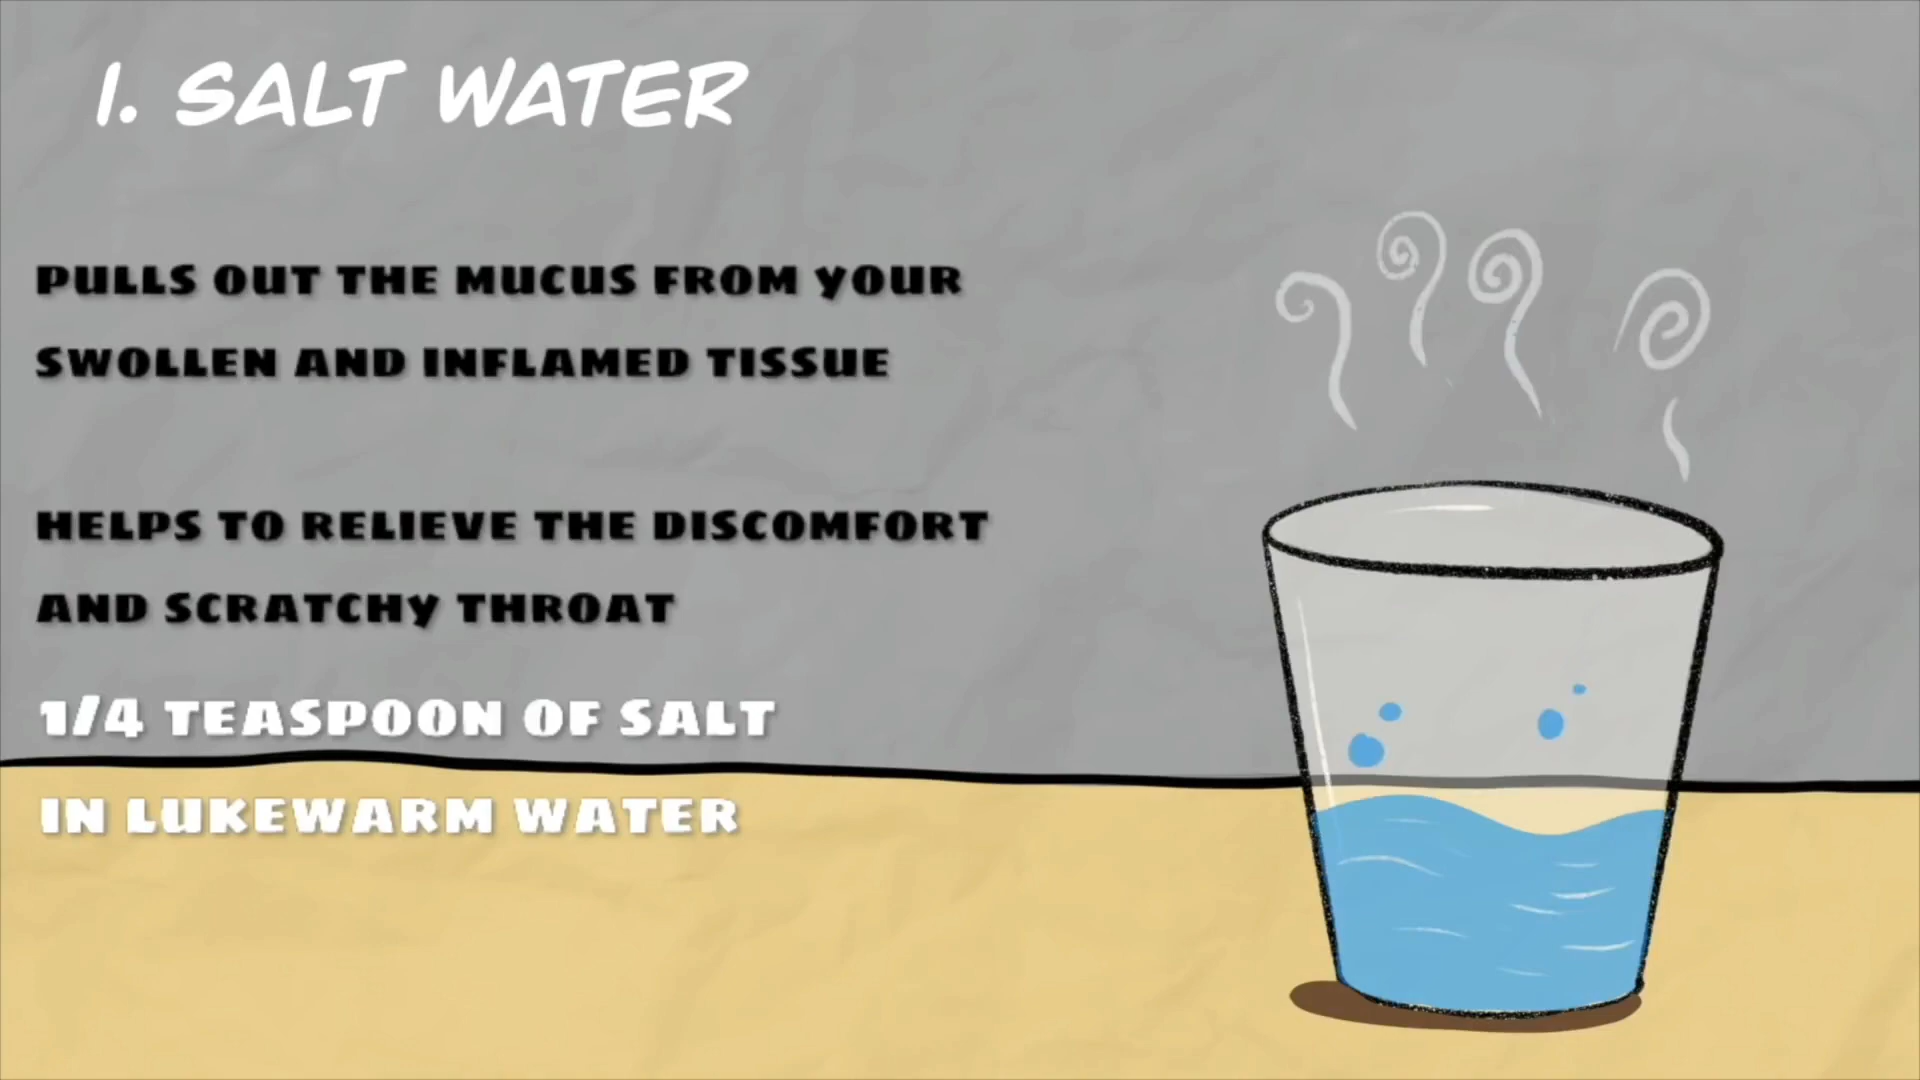 1. SALT WATER
PULLS OUT THE MUCUS FROM YOUR
SWOLLEN AND INFLAMED TISSUE
HELPS TO RELIEVE THE DISCOMFORT
AND SCRATCHY THROAT
1/4 TEASPOON OF SALT
IN LUKEWARM WATER